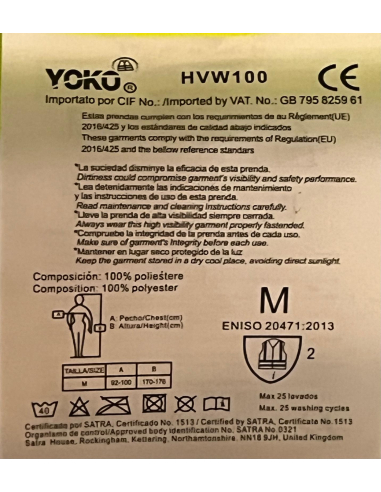 YOKO® HVW100 CE
Importado por CIF No.: /Imported by VAT. No.: GB 795 8259 61
Estas prendas cumplen con los requirimientos de au Règlement(UE)
2016/425 y los estándares de calidad abajo indicados
These garments comply with the harmony requirements of Regulation(EU)
2016/425 and the bellow reference standars
*La suciedad disminuye la eficacia de esta prenda.
Dirtiness could compromise garment's visibility and safety performance.
*Lea detenidamente las indicaciones de mantenimiento
y las instrucciones de uso de esta prenda.
Read maintenance and cleaning instructions carefully.
*Lleve la prenda de alta visibilidad siempre cerrada.
Always wear this high visibility garment properly fastended.
*Compruebe la integridad de la prenda antes de cada uso.
Make sure of garment's Integrity before each use.
*Mantener en lugar seco protegido de la luz
Keep the garment stored in a dry cool place, avoiding direct sunlight.
Composición: 100% poliéstere
Composition: 100% polyester
M
A: Pecho/Chest(cm)
B: Altura/Height(cm)
EN ISO 20471:2013
TALLA/SIZE A B
M 92-100 170-176
2
i
40
Max 25 lavados
Max 25 washing cycles
Certificado por SATRA, Certificado No. 1513 / Certified by SATRA, Certificate No.1513
Organismo de control/Approved body identification No. SATRA No.0321
Satra House, Rockingham, Kettering, Northamtonshire, NN18 9JH, United Kingdom